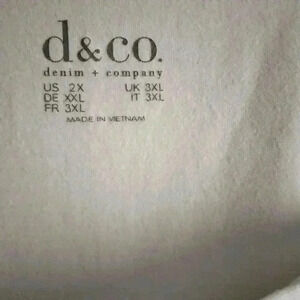 d&co.
denim + company
US 2X UK 3XL
DE XXL IT 3XL
FR 3XL
MADE IN VIETNAM